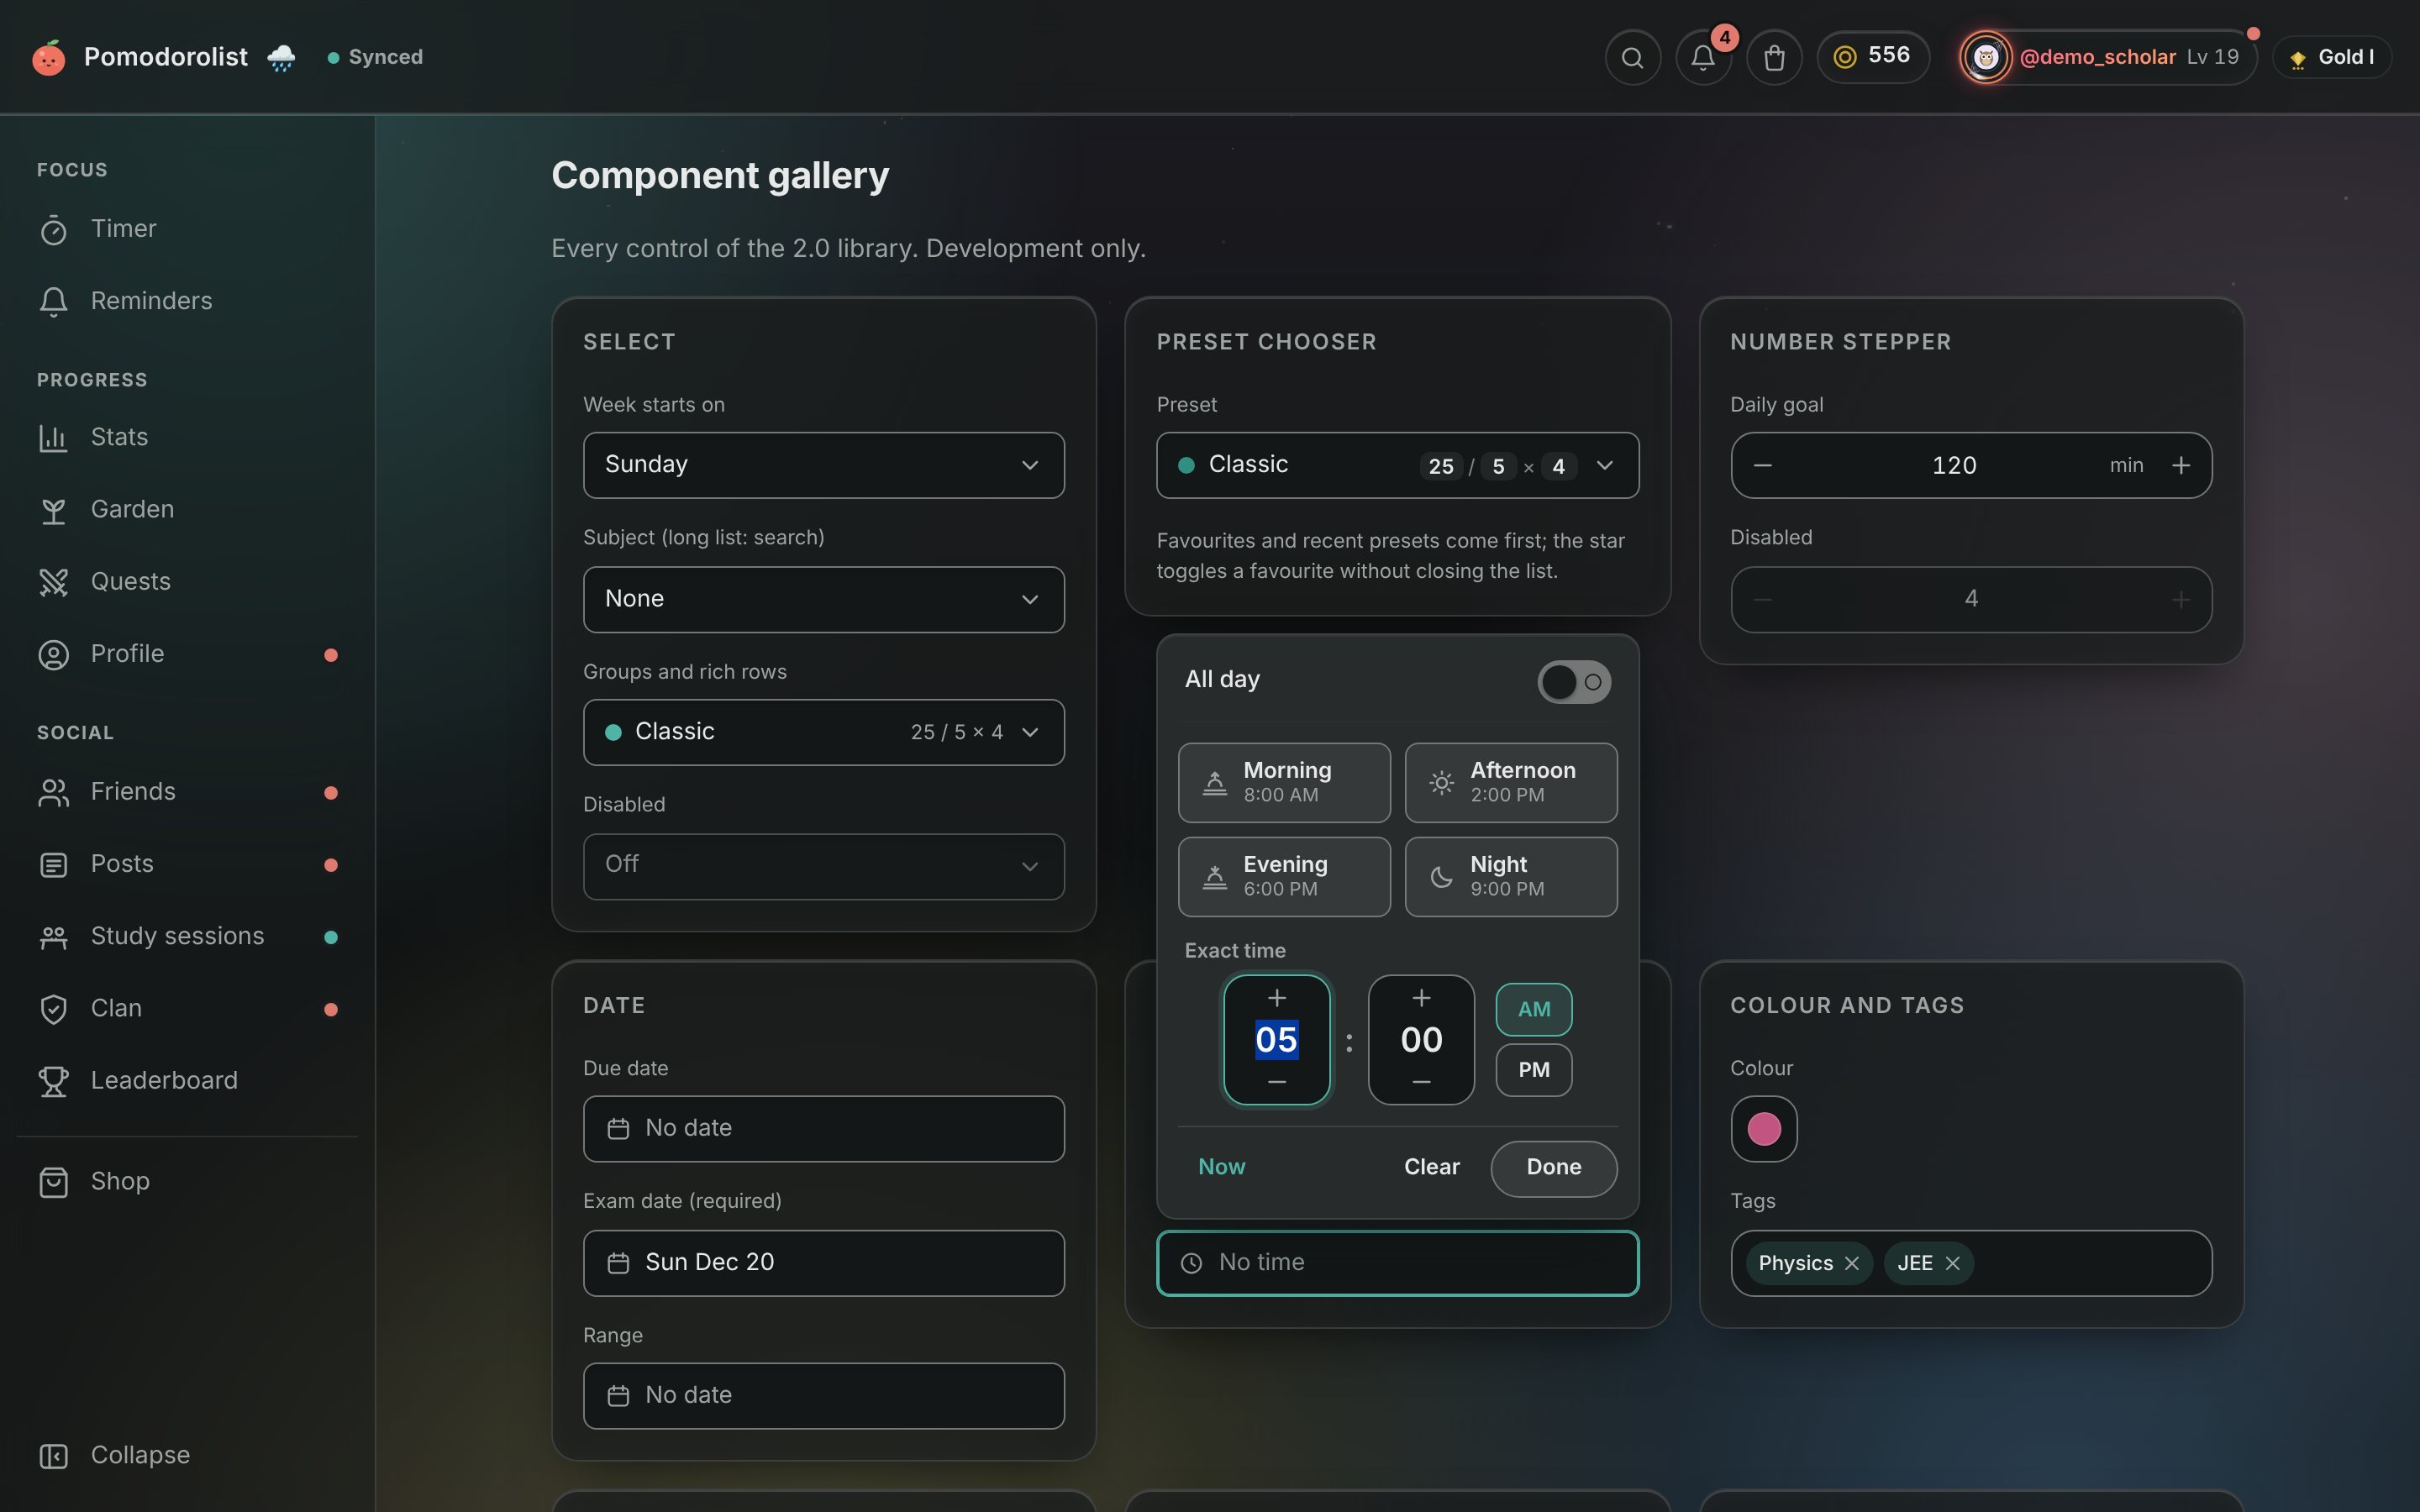 Pomodorolist
Synced
4
556
@demo_scholar Lv 19
Gold I
FOCUS
Timer
Reminders
PROGRESS
Stats
Garden
Quests
Profile
SOCIAL
Friends
Posts
Study sessions
Clan
Leaderboard
Shop
Collapse
Component gallery
Every control of the 2.0 library. Development only.
SELECT
Week starts on
Sunday
Subject (long list: search)
None
Groups and rich rows
Classic 25 / 5 × 4
Disabled
Off
PRESET CHOOSER
Preset
Classic 25 / 5 × 4
Favourites and recent presets come first; the star
toggles a favourite without closing the list.
NUMBER STEPPER
Daily goal
− 120 min +
Disabled
− 4 +
All day
Morning
8:00 AM
Afternoon
2:00 PM
Evening
6:00 PM
Night
9:00 PM
Exact time
+ +
05 : 00
− −
AM
PM
Now Clear Done
No time
DATE
Due date
No date
Exam date (required)
Sun Dec 20
Range
No date
COLOUR AND TAGS
Colour
Tags
Physics JEE